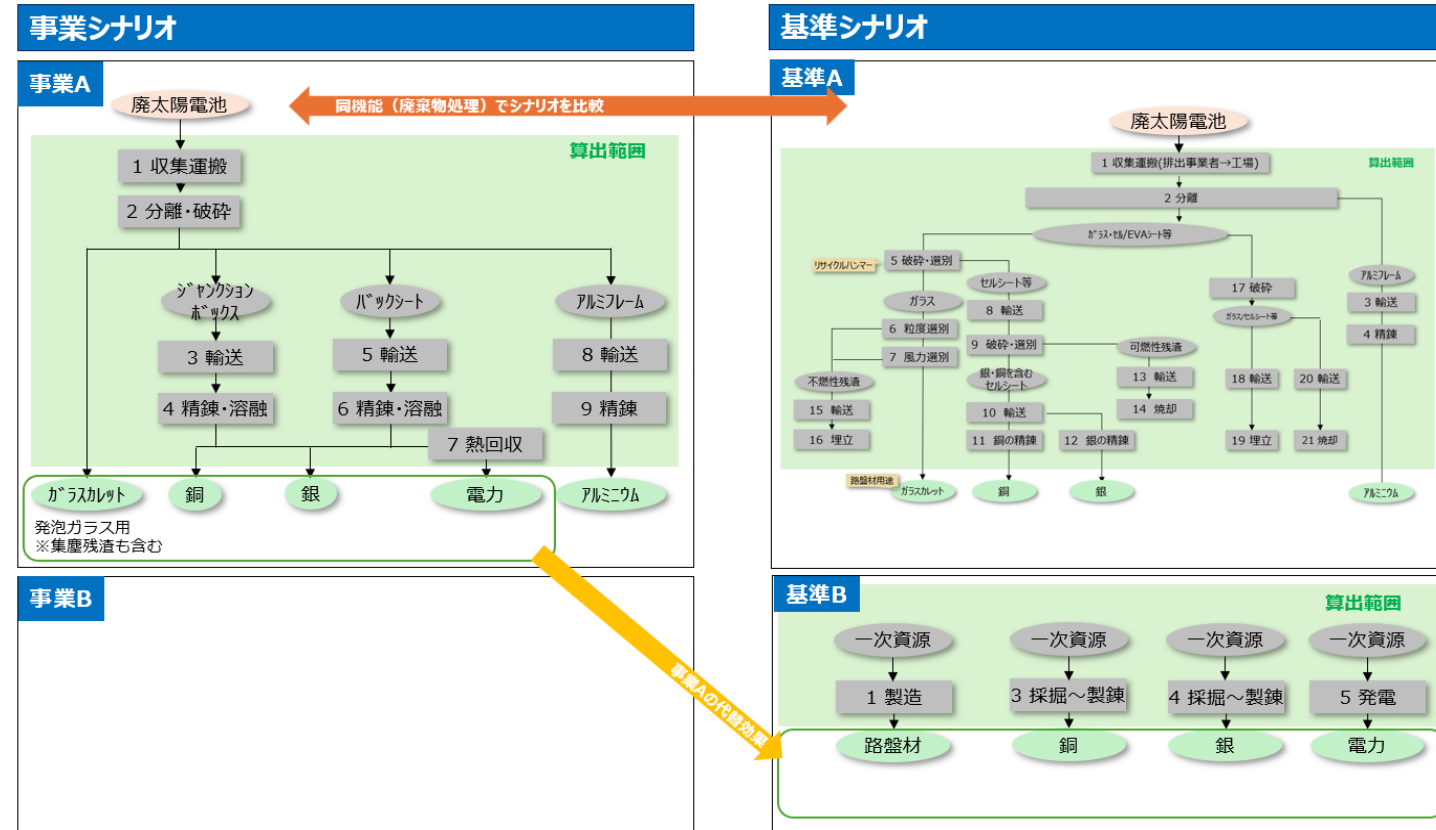 事業シナリオ
事業A
廃太陽電池
同機能（廃棄物処理）でシナリオを比較
算出範囲
1 収集運搬
2 分離・破砕
ｼﾞｬﾝｸｼｮﾝ
ﾎﾞｯｸｽ
ﾊﾞｯｸｼｰﾄ
ｱﾙﾐﾌﾚｰﾑ
3 輸送
5 輸送
8 輸送
4 精錬・溶融
6 精錬・溶融
9 精錬
7 熱回収
ｶﾞﾗｽｶﾚｯﾄ
銅
銀
電力
ｱﾙﾐﾆｳﾑ
発泡ガラス用
※集塵残渣も含む
事業B
事業Aの代替効果
基準シナリオ
基準A
廃太陽電池
算出範囲
1 収集運搬(排出事業者→工場)
2 分離
ｶﾞﾗｽ・ｾﾙ/EVAｼｰﾄ等
リサイクルハンマー
5 破砕・選別
セルシート等
ガラス
8 輸送
6 粒度選別
7 風力選別
9 破砕・選別
可燃性残渣
不燃性残渣
銀・銅を含む
セルシート
13 輸送
14 焼却
15 輸送
16 埋立
10 輸送
11 銅の精錬
12 銀の精錬
17 破砕
ｶﾞﾗｽ/ｾﾙｼｰﾄ等
18 輸送
20 輸送
19 埋立
21 焼却
ｱﾙﾐﾌﾚｰﾑ
3 輸送
4 精錬
路盤材用途
ｶﾞﾗｽｶﾚｯﾄ
銅
銀
ｱﾙﾐﾆｳﾑ
基準B
算出範囲
一次資源
一次資源
一次資源
一次資源
1 製造
3 採掘～製錬
4 採掘～製錬
5 発電
路盤材
銅
銀
電力